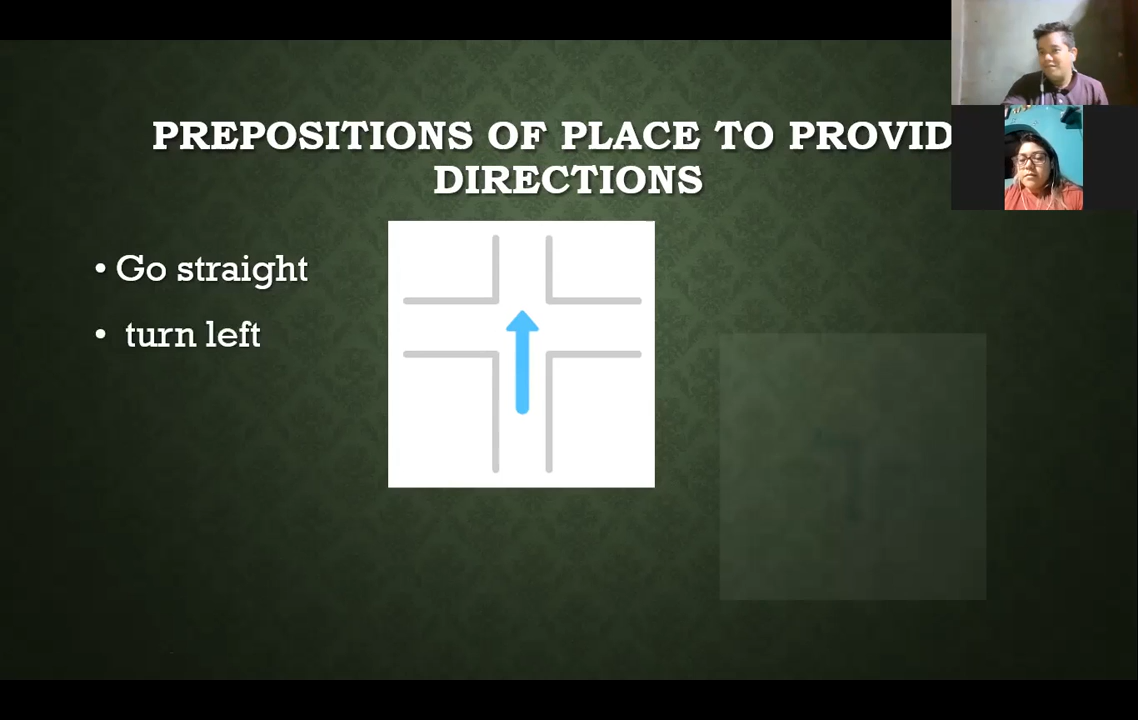 PREPOSITIONS OF PLACE TO PROVID
DIRECTIONS
• Go straight
• turn left